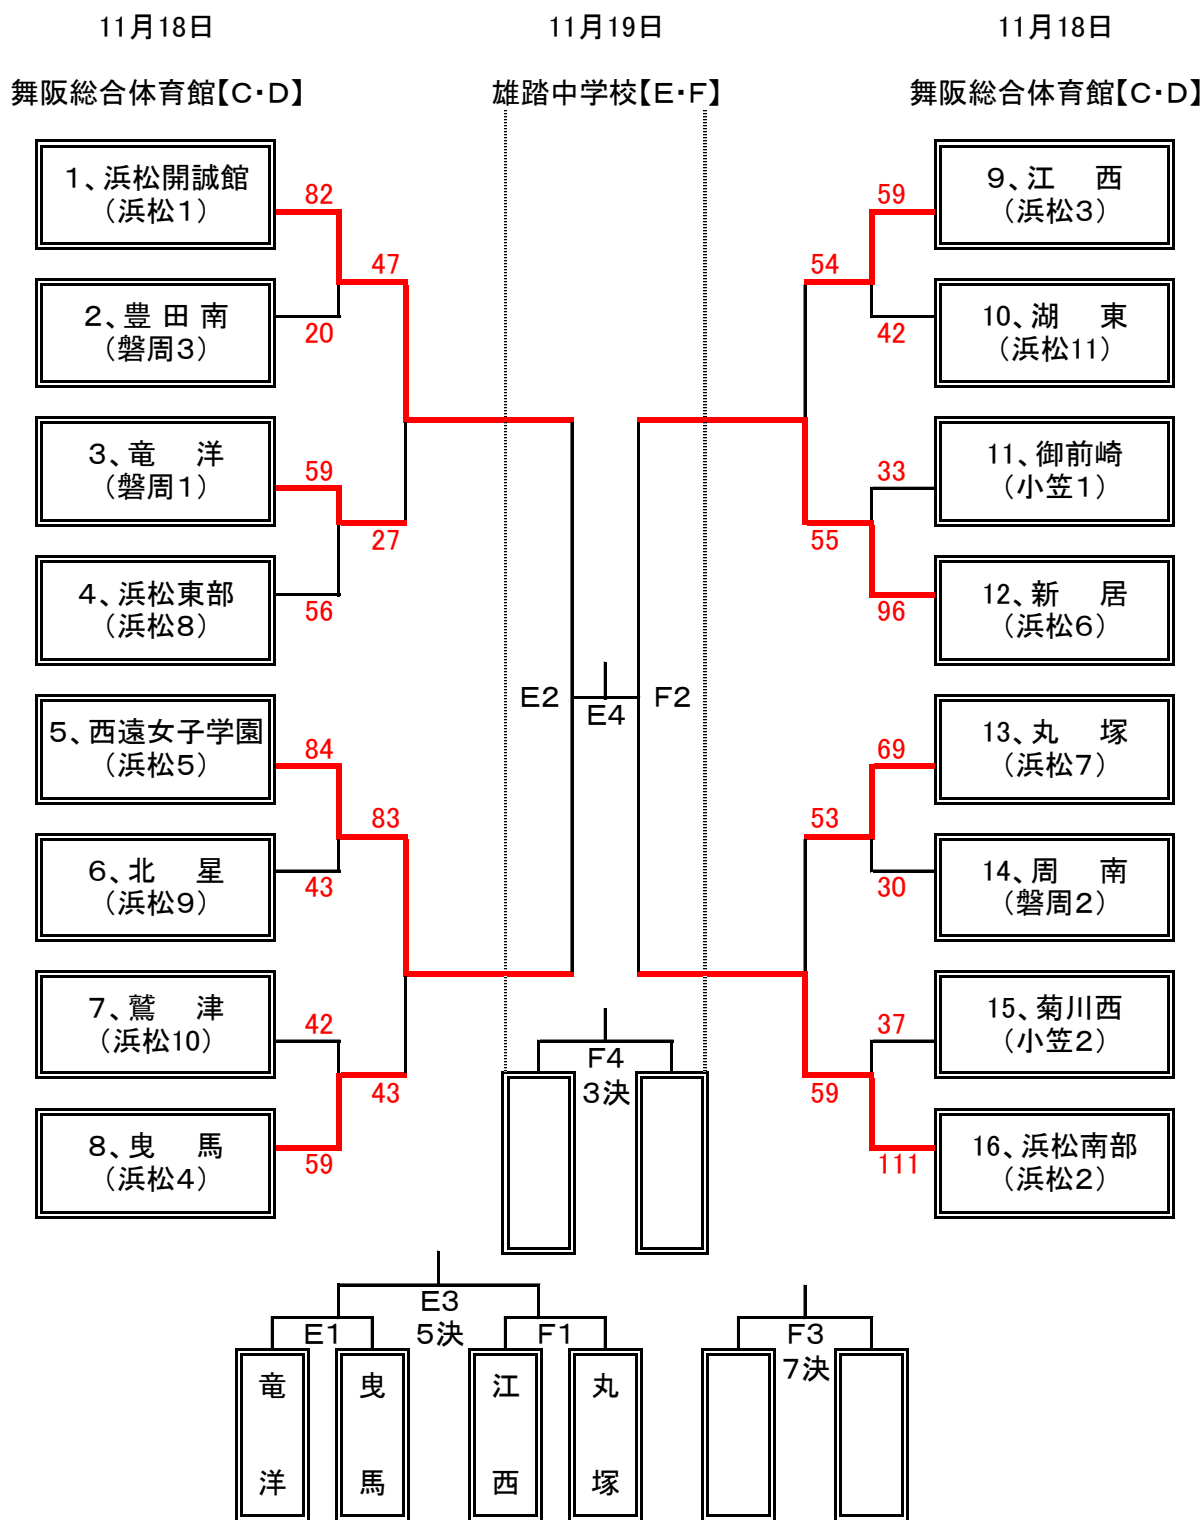 11月18日
11月19日
11月18日
舞阪総合体育館【C・D】
雄踏中学校【E・F】
舞阪総合体育館【C・D】
1、浜松開誠館
（浜松1）
82
2、豊 田 南
（磐周3）
20
47
3、竜　洋
（磐周1）
59
27
4、浜松東部
（浜松8）
56
5、西遠女子学園
（浜松5）
84
83
6、北　星
（浜松9）
43
7、鷲　津
（浜松10）
42
43
8、曳　馬
（浜松4）
59
E2
E4
F2
9、江　西
（浜松3）
59
54
10、湖　東
（浜松11）
42
11、御前崎
（小笠1）
33
55
12、新　居
（浜松6）
96
13、丸　塚
（浜松7）
69
53
14、周　南
（磐周2）
30
15、菊川西
（小笠2）
37
59
16、浜松南部
（浜松2）
111
F4
3決
E3
5決
E1
F1
F3
7決
竜洋
曳馬
江西
丸塚